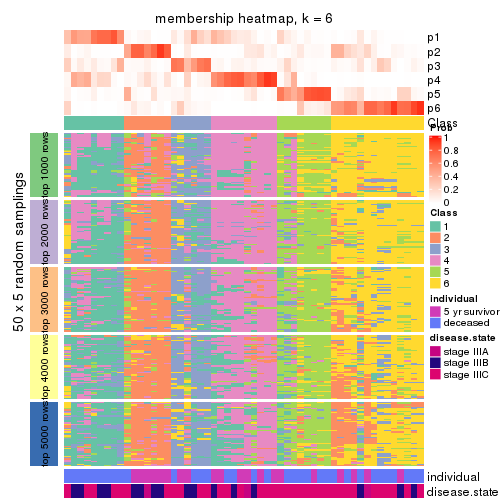 membership heatmap, k = 6
p1
p2
p3
p4
p5
p6
Class
Prob
1
0.8
0.6
0.4
0.2
0
Class
1
2
3
4
5
6
individual
5 yr survivor
deceased
disease.state
stage IIIA
stage IIIB
stage IIIC
50 x 5 random samplings
top 1000 rows
top 2000 rows
top 3000 rows
top 4000 rows
top 5000 rows
individual
disease.state